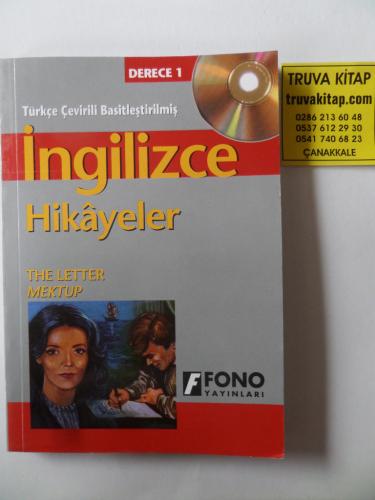 DERECE 1
Türkçe Çevirili Basitleştirilmiş
İngilizce
Hikâyeler
THE LETTER
MEKTUP
F FONO
YAYINLARI
TRUVA KİTAP
truvakitap.com
0286 213 60 48
0537 612 29 30
0541 740 68 23
ÇANAKKALE